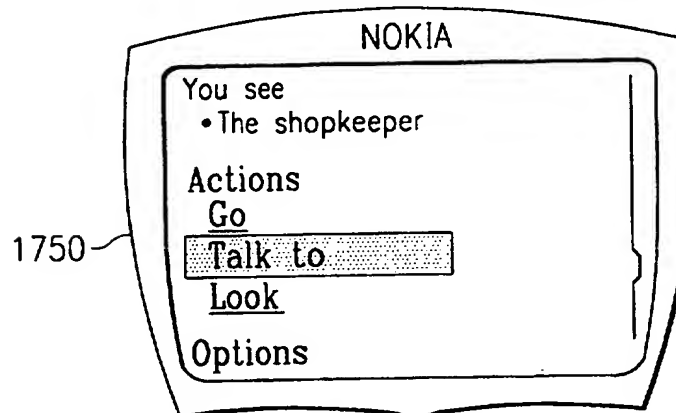 NOKIA
You see
• The shopkeeper
Actions
Go
Talk to
Look
Options
1750